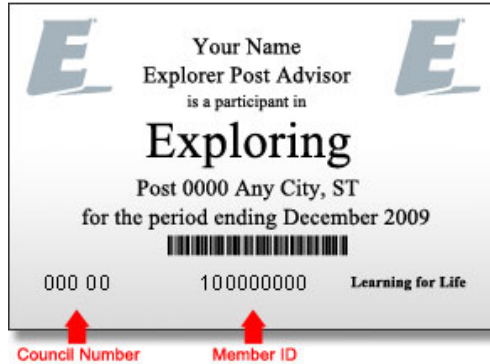 Your Name
Explorer Post Advisor
is a participant in
Exploring
Post 0000 Any City, ST
for the period ending December 2009
000 00 100000000 Learning for Life
Council Number Member ID